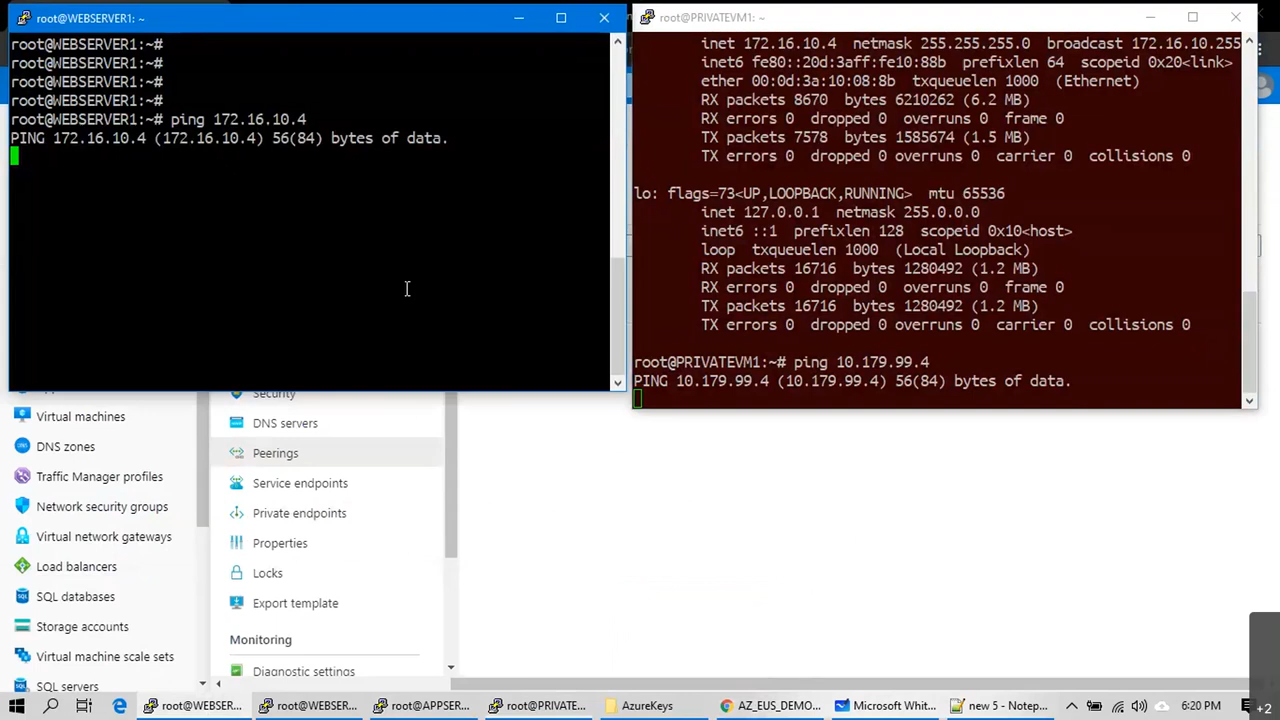 root@WEBSERVER1: ~
root@WEBSERVER1:~#
root@WEBSERVER1:~#
root@WEBSERVER1:~#
root@WEBSERVER1:~#
root@WEBSERVER1:~# ping 172.16.10.4
PING 172.16.10.4 (172.16.10.4) 56(84) bytes of data.
root@PRIVATEVM1: ~
inet 172.16.10.4 netmask 255.255.255.0 broadcast 172.16.10.255
inet6 fe80::20d:3aff:fe10:88b prefixlen 64 scopeid 0x20<link>
ether 00:0d:3a:10:08:8b txqueuelen 1000 (Ethernet)
RX packets 8670 bytes 6210262 (6.2 MB)
RX errors 0 dropped 0 overruns 0 frame 0
TX packets 7578 bytes 1585674 (1.5 MB)
TX errors 0 dropped 0 overruns 0 carrier 0 collisions 0
lo: flags=73<UP,LOOPBACK,RUNNING> mtu 65536
inet 127.0.0.1 netmask 255.0.0.0
inet6 ::1 prefixlen 128 scopeid 0x10<host>
loop txqueuelen 1000 (Local Loopback)
RX packets 16716 bytes 1280492 (1.2 MB)
RX errors 0 dropped 0 overruns 0 frame 0
TX packets 16716 bytes 1280492 (1.2 MB)
TX errors 0 dropped 0 overruns 0 carrier 0 collisions 0
root@PRIVATEVM1:~# ping 10.179.99.4
PING 10.179.99.4 (10.179.99.4) 56(84) bytes of data.
Virtual machines
DNS zones
Traffic Manager profiles
Network security groups
Virtual network gateways
Load balancers
SQL databases
Storage accounts
Virtual machine scale sets
SQL servers
Security
DNS servers
Peerings
Service endpoints
Private endpoints
Properties
Locks
Export template
Monitoring
Diagnostic settings
root@WEBSER...
root@WEBSER...
root@APPSER...
root@PRIVATE...
AzureKeys
AZ_EUS_DEMO...
Microsoft Whit...
new 5 - Notep...
6:20 PM
+2